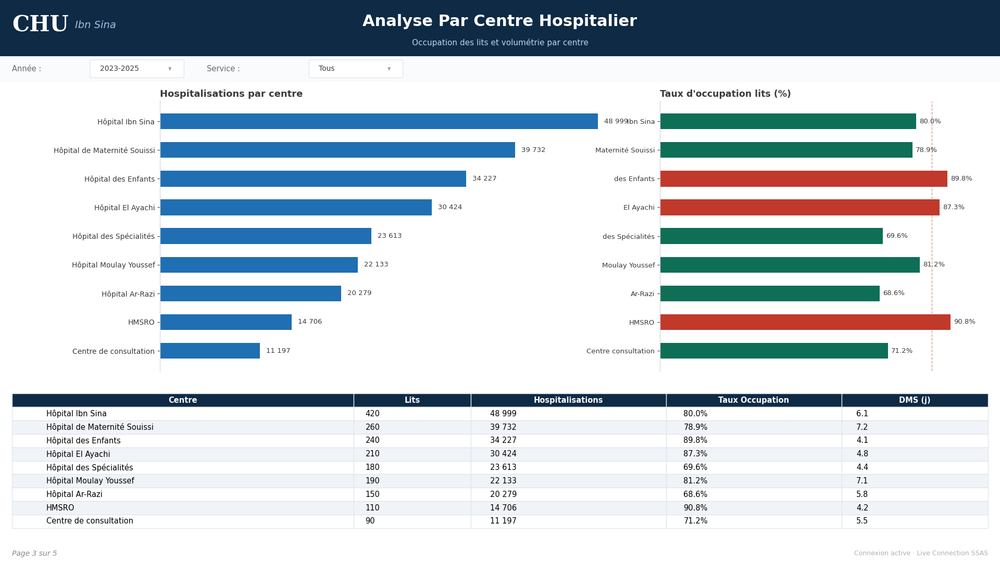 CHU Ibn Sina
Analyse Par Centre Hospitalier
Occupation des lits et volumétrie par centre
Année : 2023-2025 ▾ Service : Tous ▾
Hospitalisations par centre
Hôpital Ibn Sina 48 999
Hôpital de Maternité Souissi 39 732
Hôpital des Enfants 34 227
Hôpital El Ayachi 30 424
Hôpital des Spécialités 23 613
Hôpital Moulay Youssef 22 133
Hôpital Ar-Razi 20 279
HMSRO 14 706
Centre de consultation 11 197
Taux d'occupation lits (%)
Ibn Sina 80.0%
Maternité Souissi 78.9%
des Enfants 89.8%
El Ayachi 87.3%
des Spécialités 69.6%
Moulay Youssef 81.2%
Ar-Razi 68.6%
HMSRO 90.8%
Centre consultation 71.2%
Centre Lits Hospitalisations Taux Occupation DMS (j)
Hôpital Ibn Sina 420 48 999 80.0% 6.1
Hôpital de Maternité Souissi 260 39 732 78.9% 7.2
Hôpital des Enfants 240 34 227 89.8% 4.1
Hôpital El Ayachi 210 30 424 87.3% 4.8
Hôpital des Spécialités 180 23 613 69.6% 4.4
Hôpital Moulay Youssef 190 22 133 81.2% 7.1
Hôpital Ar-Razi 150 20 279 68.6% 5.8
HMSRO 110 14 706 90.8% 4.2
Centre de consultation 90 11 197 71.2% 5.5
Page 3 sur 5
Connexion active · Live Connection SSAS